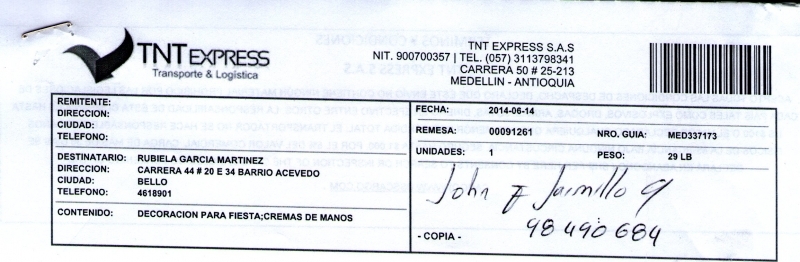 TNT EXPRESS
Transporte & Logística
TNT EXPRESS S.A.S
NIT. 900700357 | TEL. (057) 3113798341
CARRERA 50 # 25-213
MEDELLIN - ANTIOQUIA
REMITENTE:
DIRECCION:
CIUDAD:
TELEFONO:
DESTINATARIO: RUBIELA GARCIA MARTINEZ
DIRECCION: CARRERA 44 # 20 E 34 BARRIO ACEVEDO
CIUDAD: BELLO
TELEFONO: 4618901
CONTENIDO: DECORACION PARA FIESTA;CREMAS DE MANOS
FECHA: 2014-06-14
REMESA: 00091261 NRO. GUIA: MED337173
UNIDADES: 1 PESO: 29 LB
John F Jaramillo G
98490684
- COPIA -